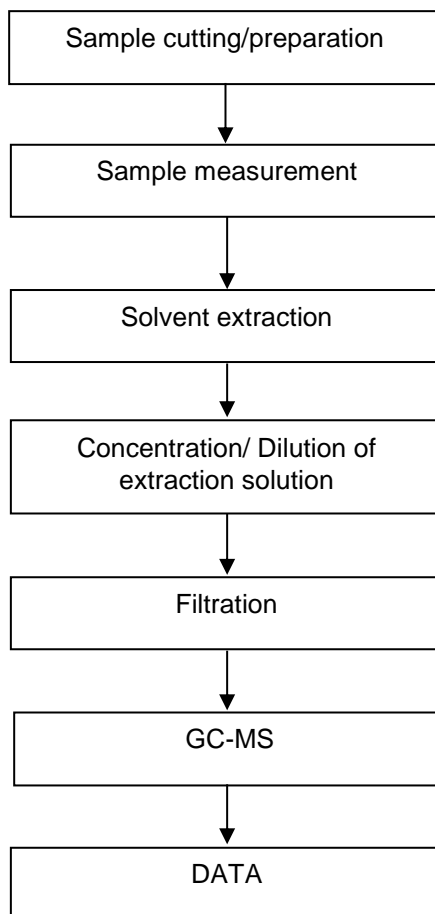 Sample cutting/preparation
Sample measurement
Solvent extraction
Concentration/ Dilution of
extraction solution
Filtration
GC-MS
DATA